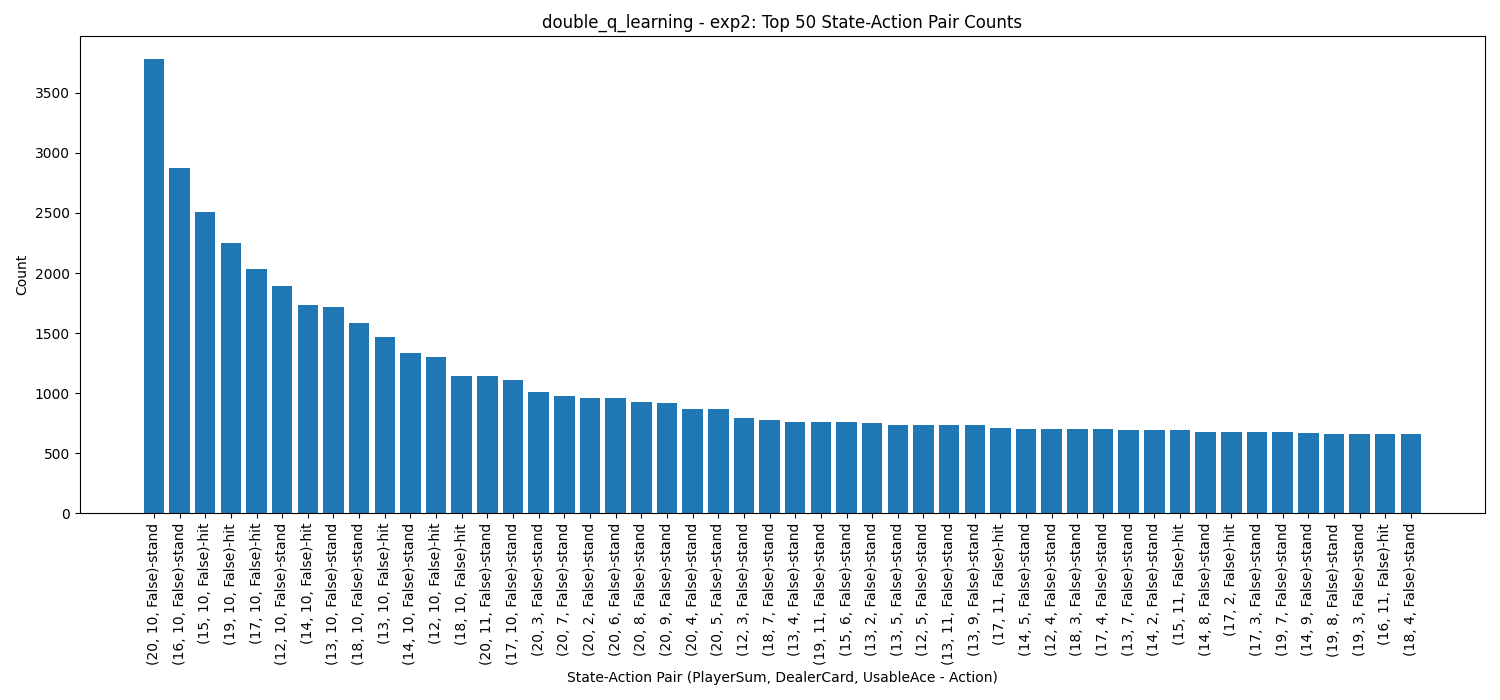 double_q_learning - exp2: Top 50 State-Action Pair Counts
Count
3500
3000
2500
2000
1500
1000
500
0
(20, 10, False)-stand
(16, 10, False)-stand
(15, 10, False)-hit
(19, 10, False)-hit
(17, 10, False)-hit
(12, 10, False)-stand
(14, 10, False)-hit
(13, 10, False)-stand
(18, 10, False)-stand
(13, 10, False)-hit
(14, 10, False)-stand
(12, 10, False)-hit
(18, 10, False)-hit
(20, 11, False)-stand
(17, 10, False)-stand
(20, 3, False)-stand
(20, 7, False)-stand
(20, 2, False)-stand
(20, 6, False)-stand
(20, 8, False)-stand
(20, 9, False)-stand
(20, 4, False)-stand
(20, 5, False)-stand
(12, 3, False)-stand
(18, 7, False)-stand
(13, 4, False)-stand
(19, 11, False)-stand
(15, 6, False)-stand
(13, 2, False)-stand
(13, 5, False)-stand
(12, 5, False)-stand
(13, 11, False)-stand
(13, 9, False)-stand
(17, 11, False)-hit
(14, 5, False)-stand
(12, 4, False)-stand
(18, 3, False)-stand
(17, 4, False)-stand
(13, 7, False)-stand
(14, 2, False)-stand
(15, 11, False)-hit
(14, 8, False)-stand
(17, 2, False)-hit
(17, 3, False)-stand
(19, 7, False)-stand
(14, 9, False)-stand
(19, 8, False)-stand
(19, 3, False)-stand
(16, 11, False)-hit
(18, 4, False)-stand
State-Action Pair (PlayerSum, DealerCard, UsableAce - Action)